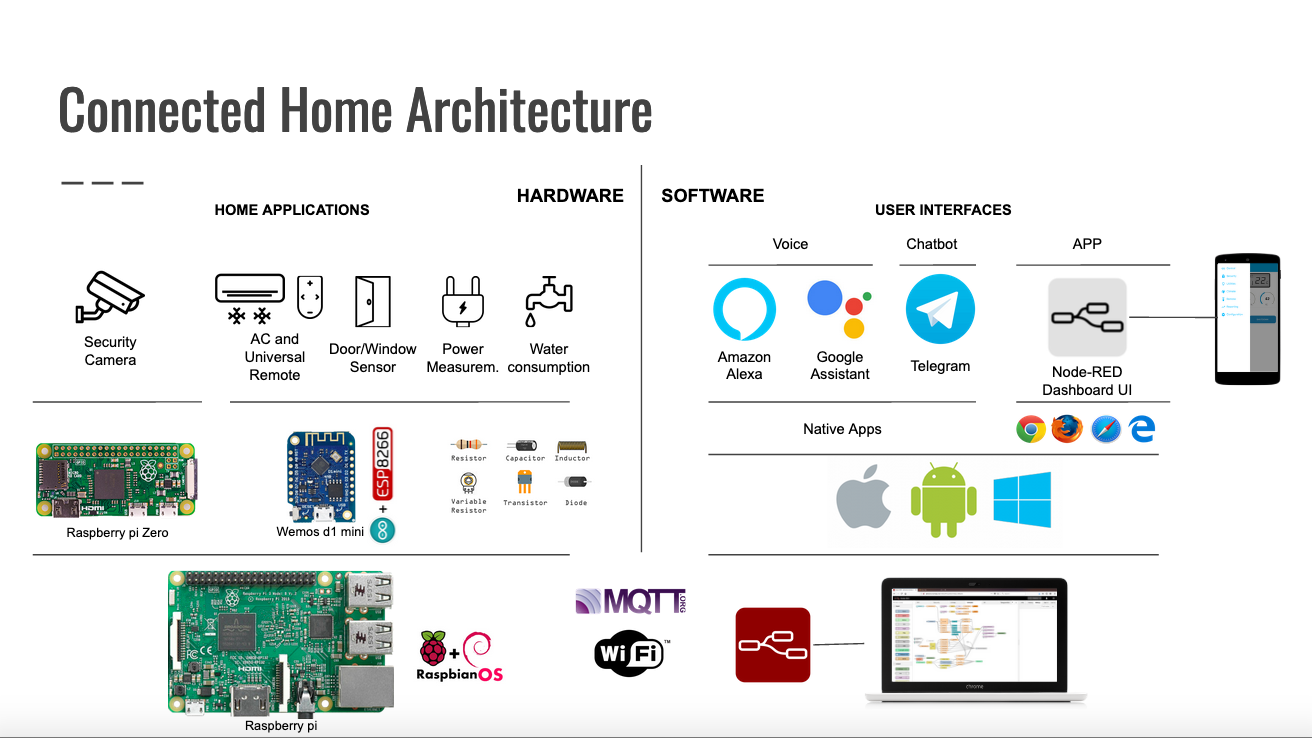 Connected Home Architecture
HARDWARE
SOFTWARE
HOME APPLICATIONS
USER INTERFACES
Voice
Chatbot
APP
Security
Camera
AC and
Universal
Remote
Door/Window
Sensor
Power
Measurem.
Water
consumption
Amazon
Alexa
Google
Assistant
Telegram
Node-RED
Dashboard UI
Native Apps
Raspberry pi Zero
Wemos d1 mini
ESP8266
+
Resistor
Capacitor
Inductor
Variable
Resistor
Transistor
Diode
HDMI
Raspberry pi
+
RaspbianOS
MQTT.ORG
WiFi™
chrome